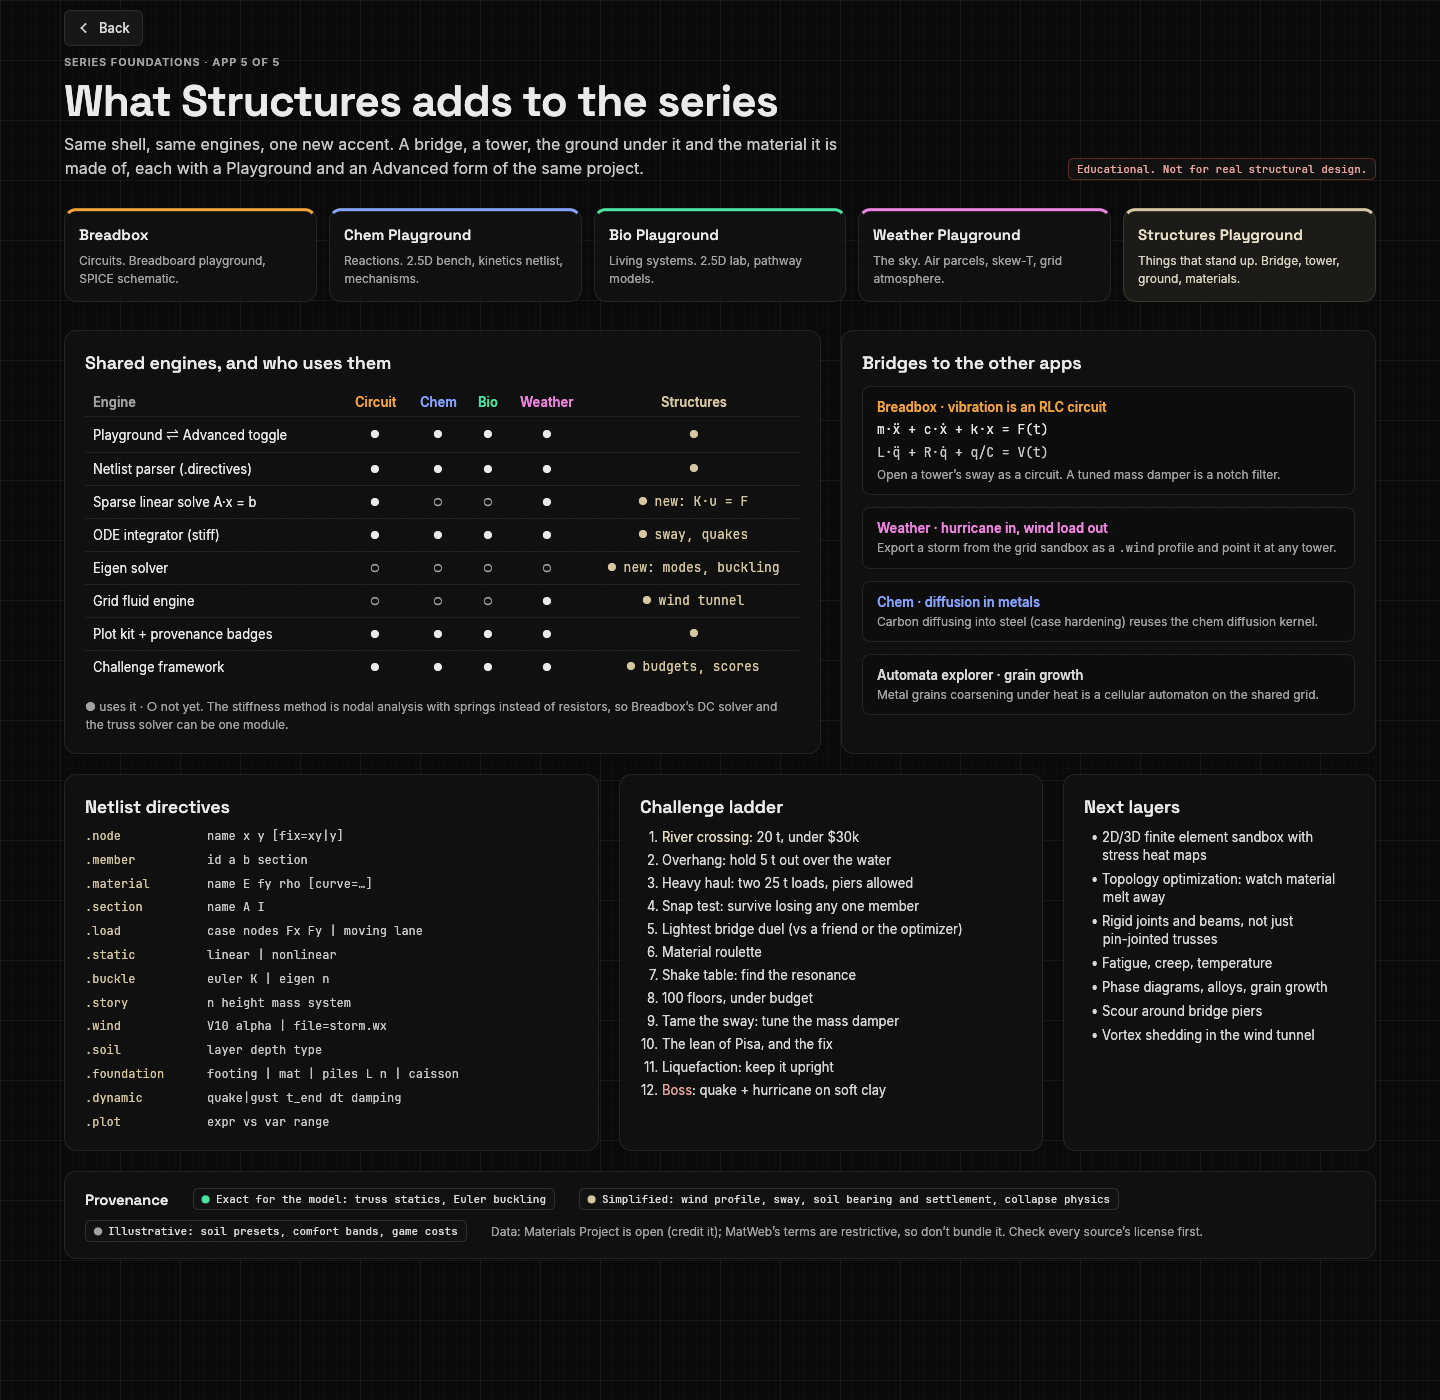 Back
SERIES FOUNDATIONS · APP 5 OF 5
What Structures adds to the series
Same shell, same engines, one new accent. A bridge, a tower, the ground under it and the material it is
made of, each with a Playground and an Advanced form of the same project.
Educational. Not for real structural design.
Breadbox
Circuits. Breadboard playground,
SPICE schematic.
Chem Playground
Reactions. 2.5D bench, kinetics netlist,
mechanisms.
Bio Playground
Living systems. 2.5D lab, pathway
models.
Weather Playground
The sky. Air parcels, skew-T, grid
atmosphere.
Structures Playground
Things that stand up. Bridge, tower,
ground, materials.
Shared engines, and who uses them
Engine Circuit Chem Bio Weather Structures
Playground ⇌ Advanced toggle ● ● ● ● ●
Netlist parser (.directives) ● ● ● ● ●
Sparse linear solve A·x = b ● ○ ○ ● ● new: K·u = F
ODE integrator (stiff) ● ● ● ● ● sway, quakes
Eigen solver ○ ○ ○ ○ ● new: modes, buckling
Grid fluid engine ○ ○ ○ ● ● wind tunnel
Plot kit + provenance badges ● ● ● ● ●
Challenge framework ● ● ● ● ● budgets, scores
● uses it · ○ not yet. The stiffness method is nodal analysis with springs instead of resistors, so Breadbox's DC solver and
the truss solver can be one module.
Bridges to the other apps
Breadbox · vibration is an RLC circuit
m·ẍ + c·ẋ + k·x = F(t)
L·q̈ + R·q̇ + q/C = V(t)
Open a tower's sway as a circuit. A tuned mass damper is a notch filter.
Weather · hurricane in, wind load out
Export a storm from the grid sandbox as a .wind profile and point it at any tower.
Chem · diffusion in metals
Carbon diffusing into steel (case hardening) reuses the chem diffusion kernel.
Automata explorer · grain growth
Metal grains coarsening under heat is a cellular automaton on the shared grid.
Netlist directives
.node name x y [fix=xy|y]
.member id a b section
.material name E fy rho [curve=…]
.section name A I
.load case nodes Fx Fy | moving lane
.static linear | nonlinear
.buckle euler K | eigen n
.story n height mass system
.wind V10 alpha | file=storm.wx
.soil layer depth type
.foundation footing | mat | piles L n | caisson
.dynamic quake|gust t_end dt damping
.plot expr vs var range
Challenge ladder
1. River crossing: 20 t, under $30k
2. Overhang: hold 5 t out over the water
3. Heavy haul: two 25 t loads, piers allowed
4. Snap test: survive losing any one member
5. Lightest bridge duel (vs a friend or the optimizer)
6. Material roulette
7. Shake table: find the resonance
8. 100 floors, under budget
9. Tame the sway: tune the mass damper
10. The lean of Pisa, and the fix
11. Liquefaction: keep it upright
12. Boss: quake + hurricane on soft clay
Next layers
• 2D/3D finite element sandbox with
stress heat maps
• Topology optimization: watch material
melt away
• Rigid joints and beams, not just
pin-jointed trusses
• Fatigue, creep, temperature
• Phase diagrams, alloys, grain growth
• Scour around bridge piers
• Vortex shedding in the wind tunnel
Provenance
● Exact for the model: truss statics, Euler buckling
● Simplified: wind profile, sway, soil bearing and settlement, collapse physics
● Illustrative: soil presets, comfort bands, game costs
Data: Materials Project is open (credit it); MatWeb's terms are restrictive, so don't bundle it. Check every source's license first.